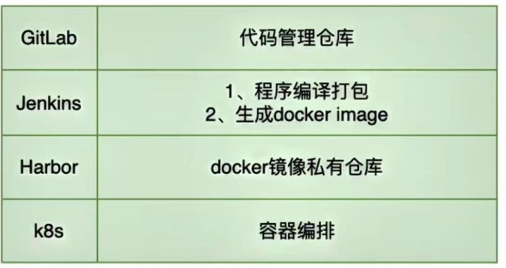 GitLab
代码管理仓库
Jenkins
1、程序编译打包
2、生成docker image
Harbor
docker镜像私有仓库
k8s
容器编排